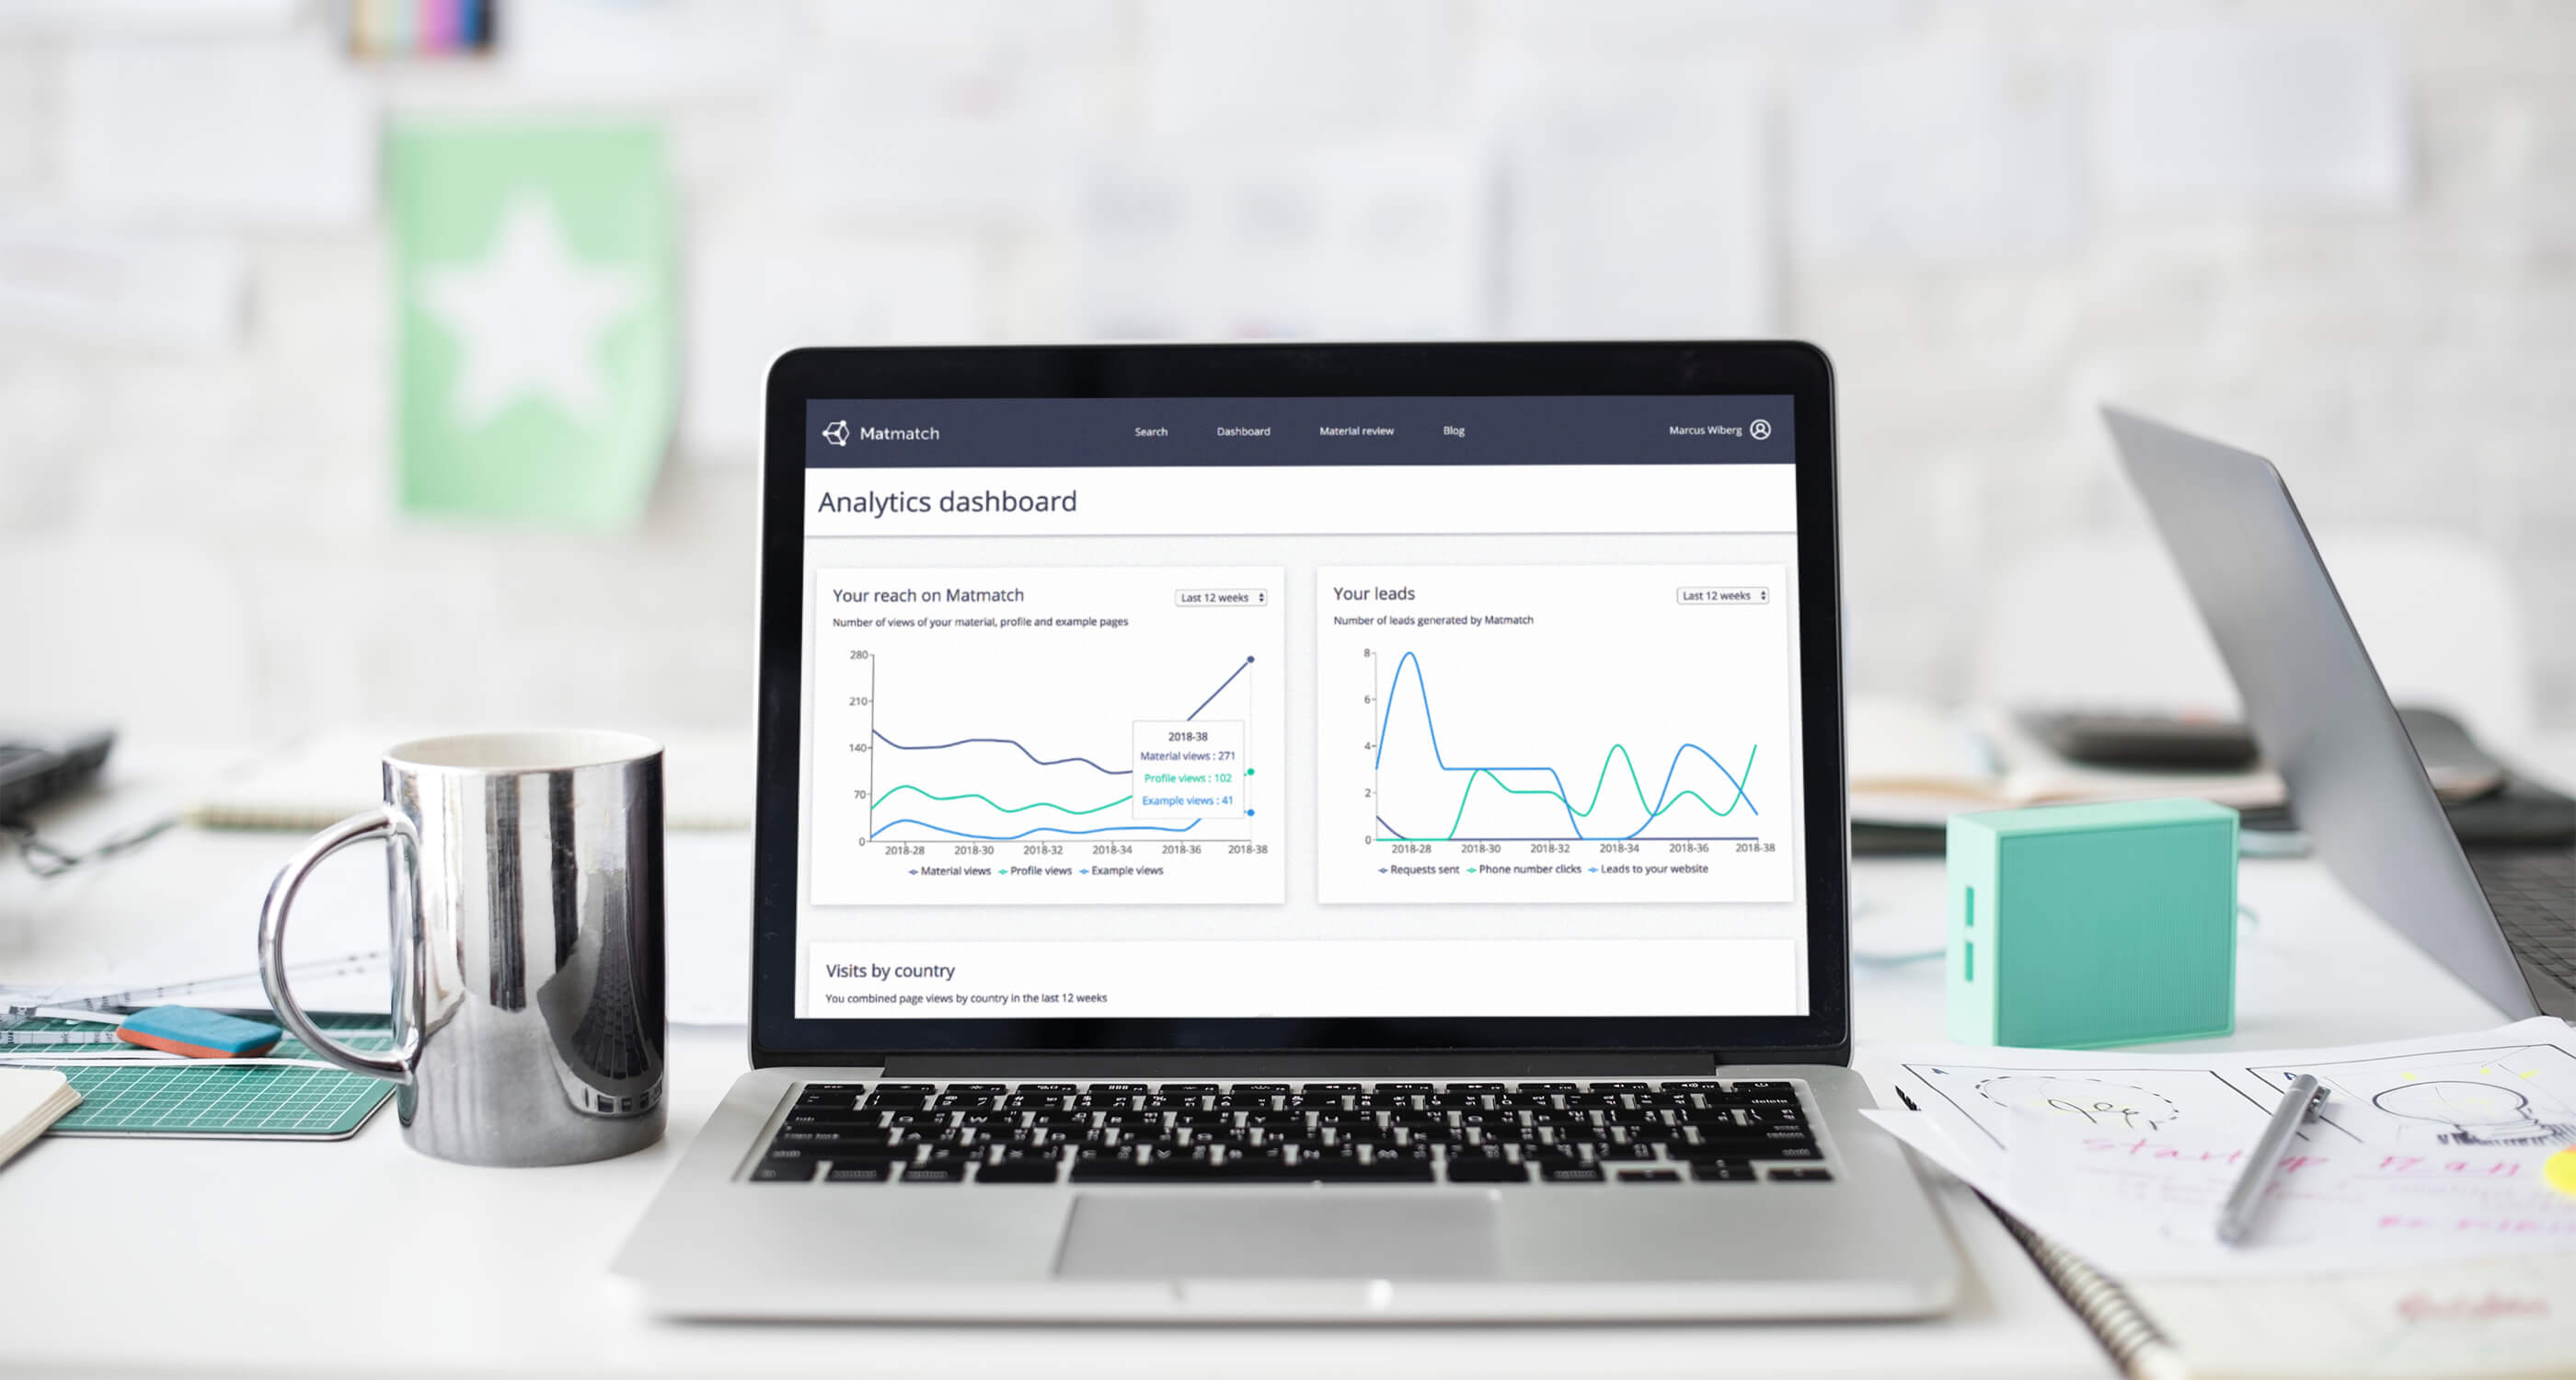 Matmatch
Search Dashboard Material review Blog Marcus Wiberg
Analytics dashboard
Your reach on Matmatch
Last 12 weeks
Number of views of your material, profile and example pages
280
210
140
70
0
2018-28 2018-30 2018-32 2018-34 2018-36 2018-38
2018-38
Material views : 271
Profile views : 102
Example views : 41
Material views Profile views Example views
Your leads
Last 12 weeks
Number of leads generated by Matmatch
8
6
4
2
0
2018-28 2018-30 2018-32 2018-34 2018-36 2018-38
Requests sent Phone number clicks Leads to your website
Visits by country
You combined page views by country in the last 12 weeks
delete
startup Plan